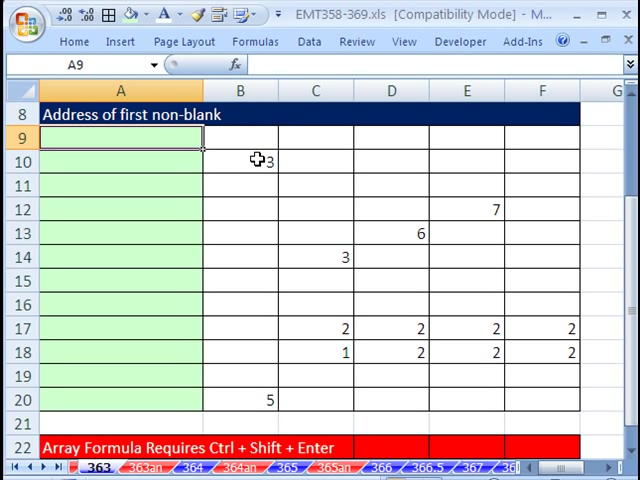 EMT358-369.xls [Compatibility Mode] - M...
Home Insert Page Layout Formulas Data Review View Developer Add-Ins
A9 fx
A B C D E F G
8 Address of first non-blank
9
10 3
11
12 7
13 6
14 3
15
16
17 2 2 2 2
18 1 2 2 2
19
20 5
21
22 Array Formula Requires Ctrl + Shift + Enter
363 363an 364 364an 365 365an 366 366.5 367